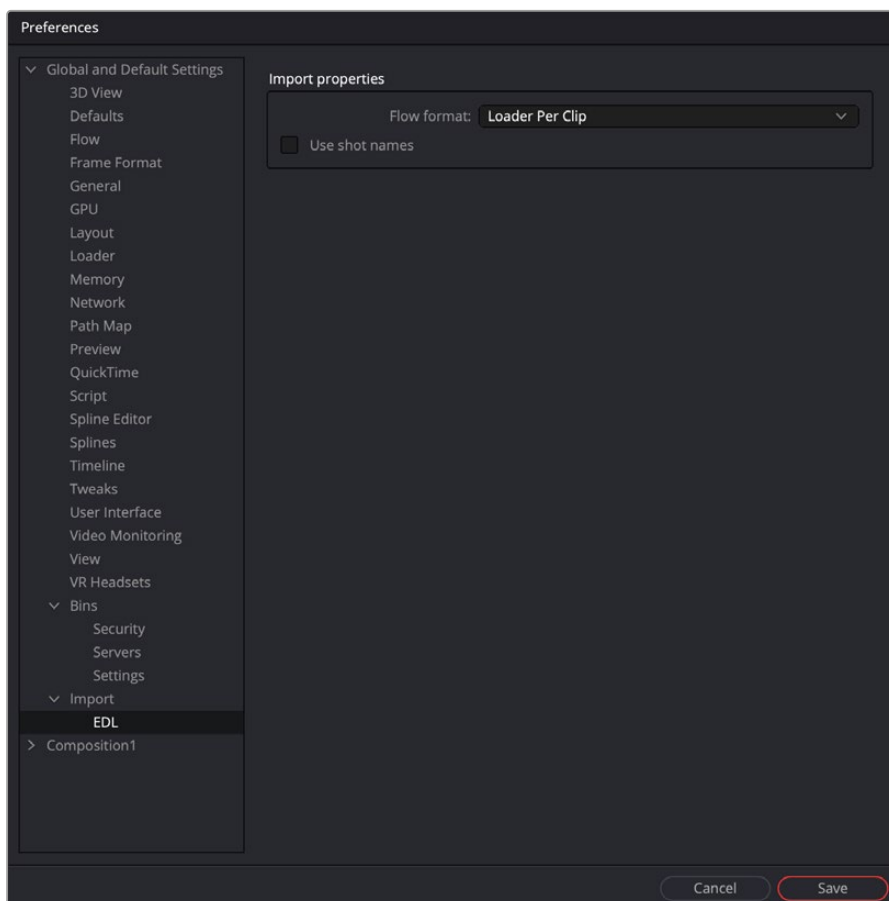 Preferences
Global and Default Settings
3D View
Defaults
Flow
Frame Format
General
GPU
Layout
Loader
Memory
Network
Path Map
Preview
QuickTime
Script
Spline Editor
Splines
Timeline
Tweaks
User Interface
Video Monitoring
View
VR Headsets
Bins
Security
Servers
Settings
Import
EDL
Composition1
Import properties
Flow format: Loader Per Clip
Use shot names
Cancel
Save